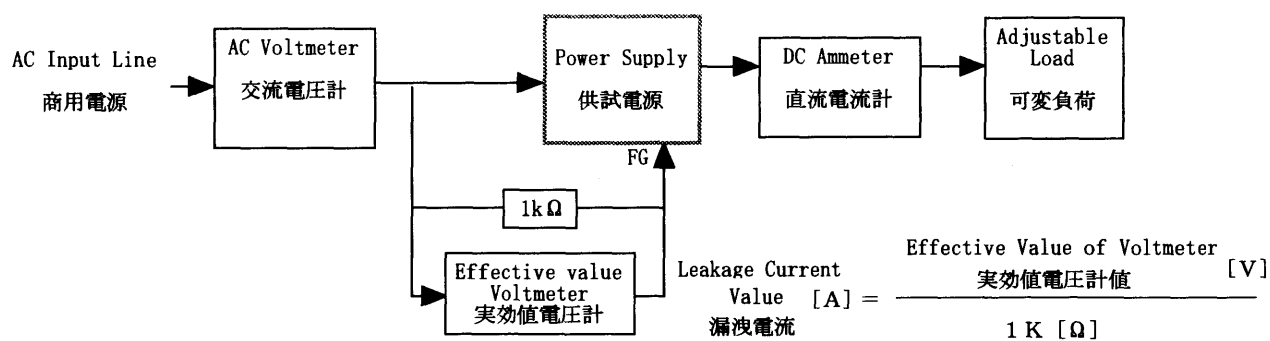 AC Input Line
商用電源
AC Voltmeter
交流電圧計
Power Supply
供試電源
DC Ammeter
直流電流計
Adjustable
Load
可変負荷
FG
1kΩ
Effective value
Voltmeter
実効値電圧計
Leakage Current
Value [A] =
漏洩電流
Effective Value of Voltmeter
実効値電圧計値 [V]
1 K [Ω]